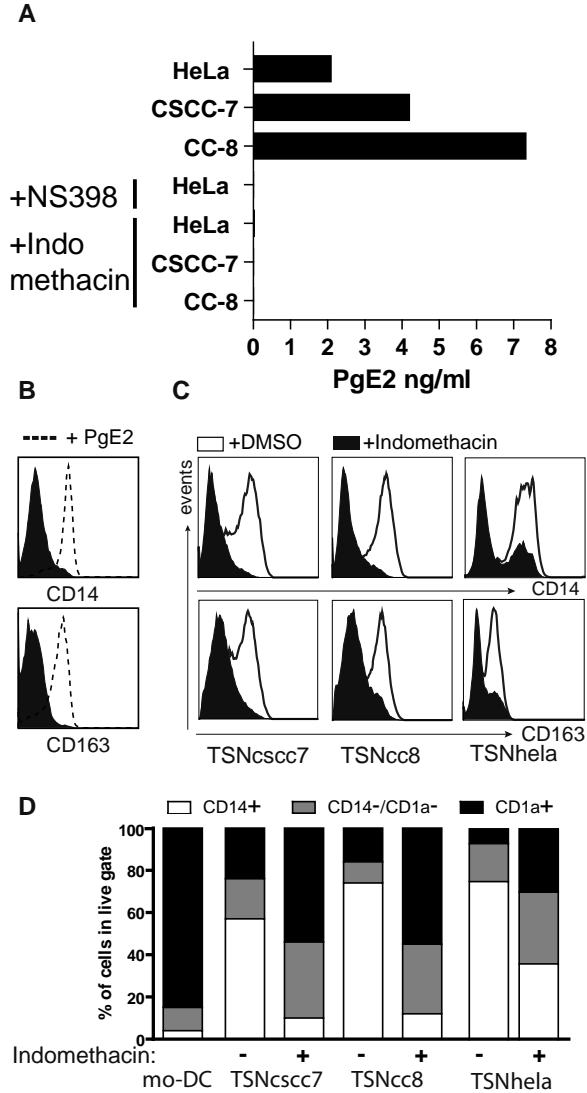 A
HeLa
CSCC-7
CC-8
+NS398
HeLa
+Indo
methacin
HeLa
CSCC-7
CC-8
0 1 2 3 4 5 6 7 8
PgE2 ng/ml
B
+ PgE2
CD14
CD163
C
+DMSO
+Indomethacin
events
CD14
CD163
TSNcscc7
TSNcc8
TSNhela
D
CD14+
CD14-/CD1a-
CD1a+
% of cells in live gate
100
80
60
40
20
0
Indomethacin: - + - + - +
mo-DC TSNcscc7 TSNcc8 TSNhela